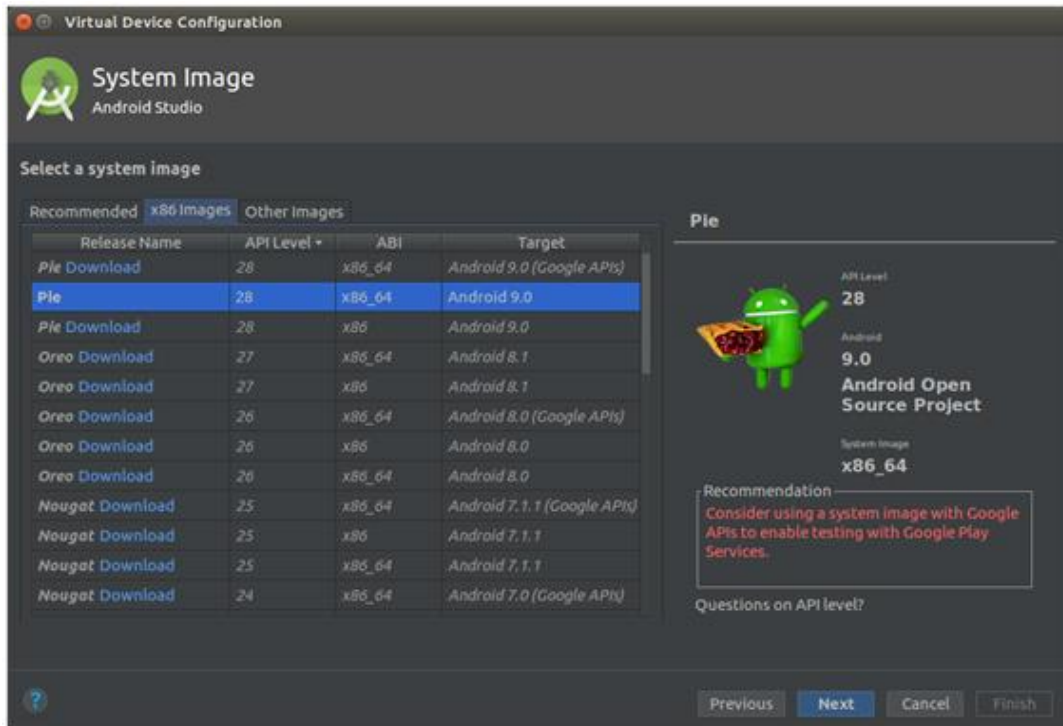 Virtual Device Configuration
System Image
Android Studio
Select a system image
Recommended x86 Images Other Images
Release Name API Level ABI Target
Pie Download 28 x86_64 Android 9.0 (Google APIs)
Pie 28 x86_64 Android 9.0
Pie Download 28 x86 Android 9.0
Oreo Download 27 x86_64 Android 8.1
Oreo Download 27 x86 Android 8.1
Oreo Download 26 x86_64 Android 8.0 (Google APIs)
Oreo Download 26 x86 Android 8.0
Oreo Download 26 x86_64 Android 8.0
Nougat Download 25 x86_64 Android 7.1.1 (Google APIs)
Nougat Download 25 x86 Android 7.1.1
Nougat Download 25 x86_64 Android 7.1.1
Nougat Download 24 x86_64 Android 7.0 (Google APIs)
Pie
API Level
28
Android
9.0
Android Open
Source Project
System Image
x86_64
Recommendation
Consider using a system image with Google
APIs to enable testing with Google Play
Services.
Questions on API level?
? Previous Next Cancel Finish